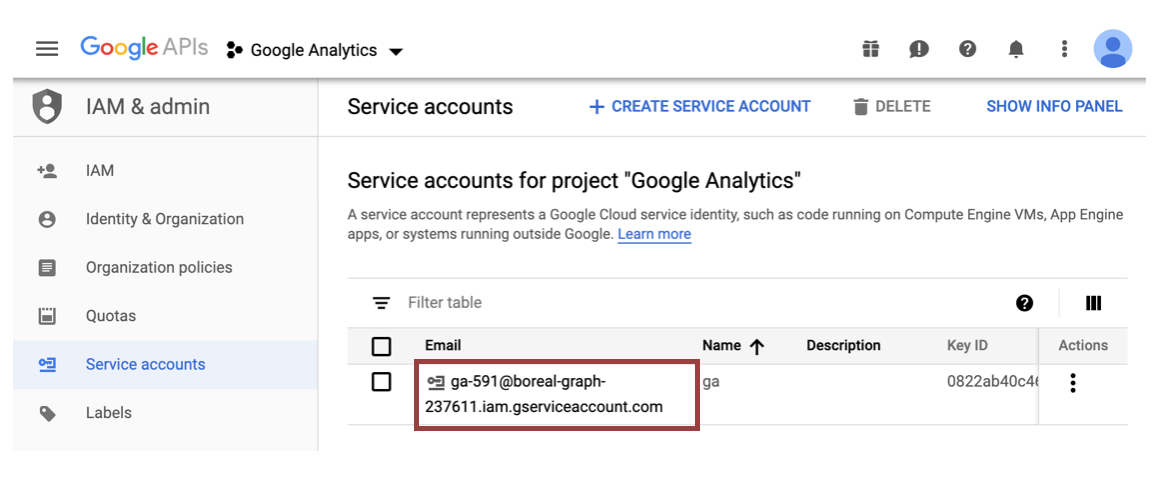 Google APIs Google Analytics
IAM & admin
Service accounts
CREATE SERVICE ACCOUNT
DELETE
SHOW INFO PANEL
IAM
Identity & Organization
Organization policies
Quotas
Service accounts
Labels
Service accounts for project "Google Analytics"
A service account represents a Google Cloud service identity, such as code running on Compute Engine VMs, App Engine
apps, or systems running outside Google. Learn more
Filter table
Email Name Description Key ID Actions
ga-591@boreal-graph-
237611.iam.gserviceaccount.com
ga
0822ab40c46